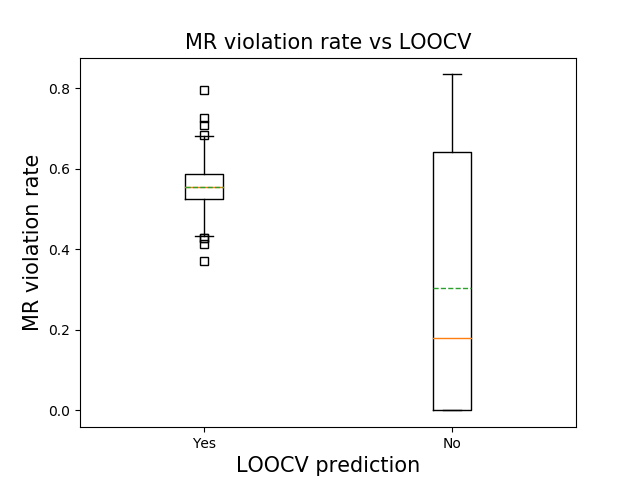 MR violation rate vs LOOCV
MR violation rate
0.8
0.6
0.4
0.2
0.0
Yes
No
LOOCV prediction